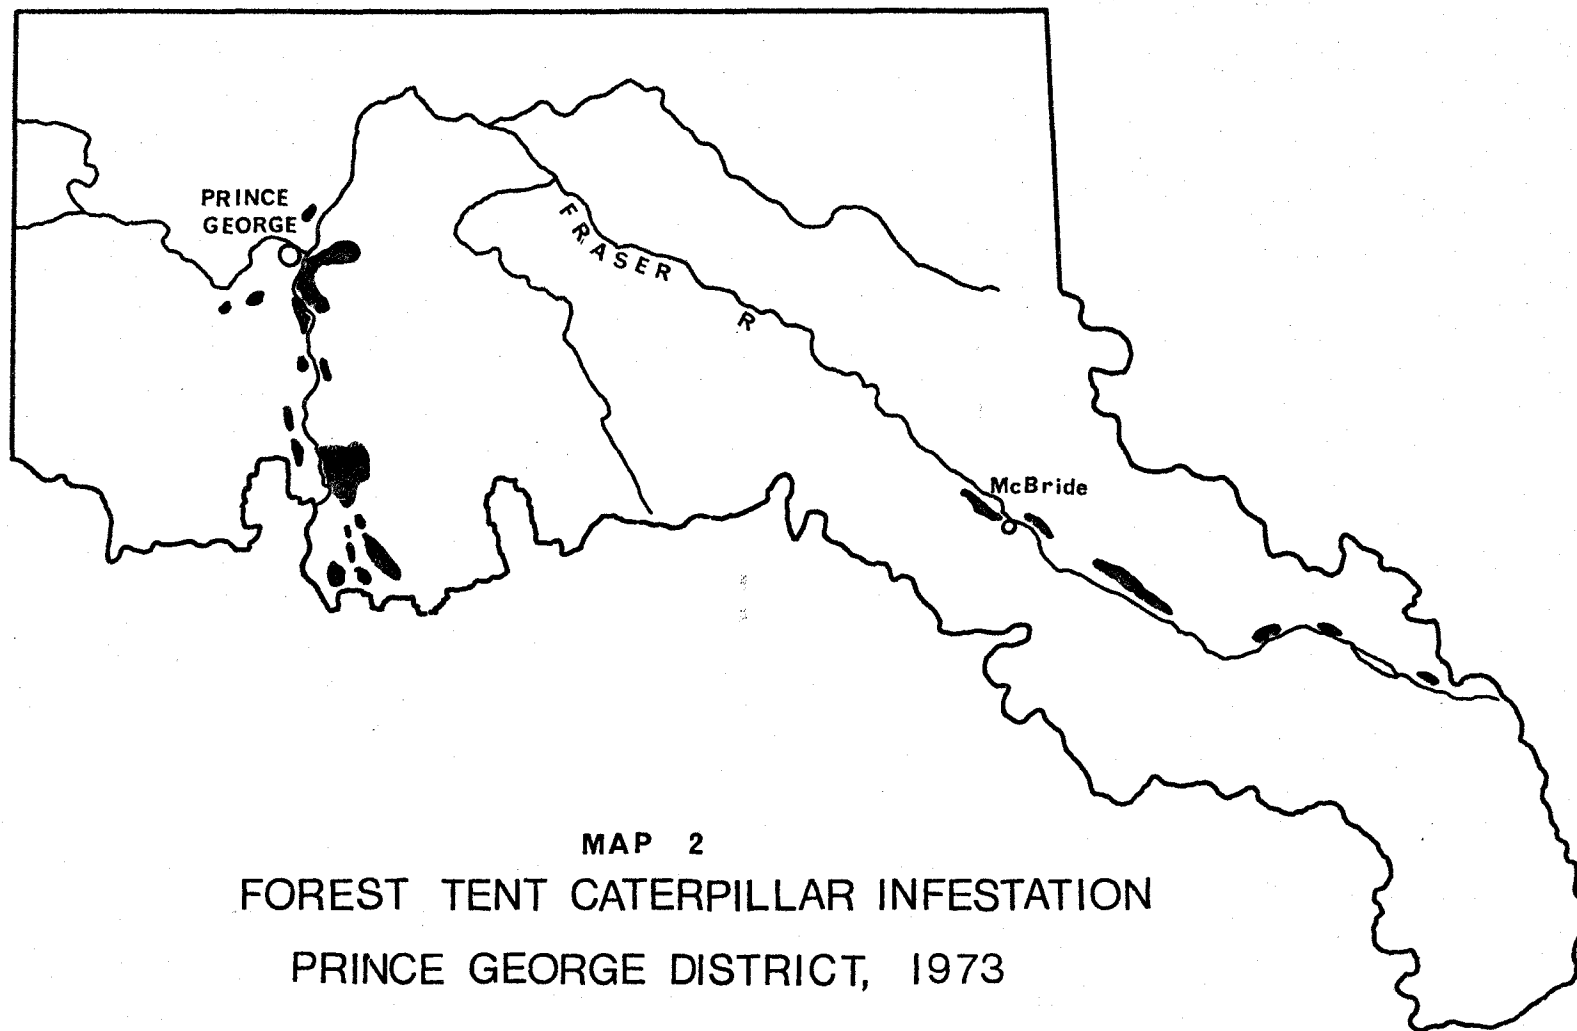 PRINCE
GEORGE
FRASER
R
McBride
MAP 2
FOREST TENT CATERPILLAR INFESTATION
PRINCE GEORGE DISTRICT, 1973